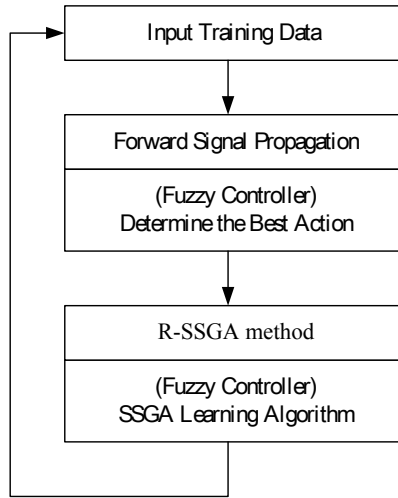 Input Training Data
Forward Signal Propagation
(Fuzzy Controller)
Determine the Best Action
R-SSGA method
(Fuzzy Controller)
SSGA Learning Algorithm